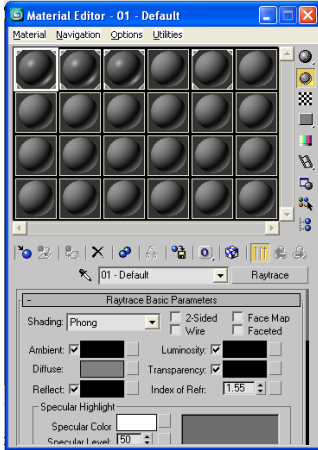 Material Editor - 01 - Default
Material Navigation Options Utilities
01 - Default Raytrace
- Raytrace Basic Parameters
Shading: Phong 2-Sided Face Map
Wire Faceted
Ambient: Luminosity:
Diffuse: Transparency:
Reflect: Index of Refr: 1.55
Specular Highlight
Specular Color
Specular Level: 50